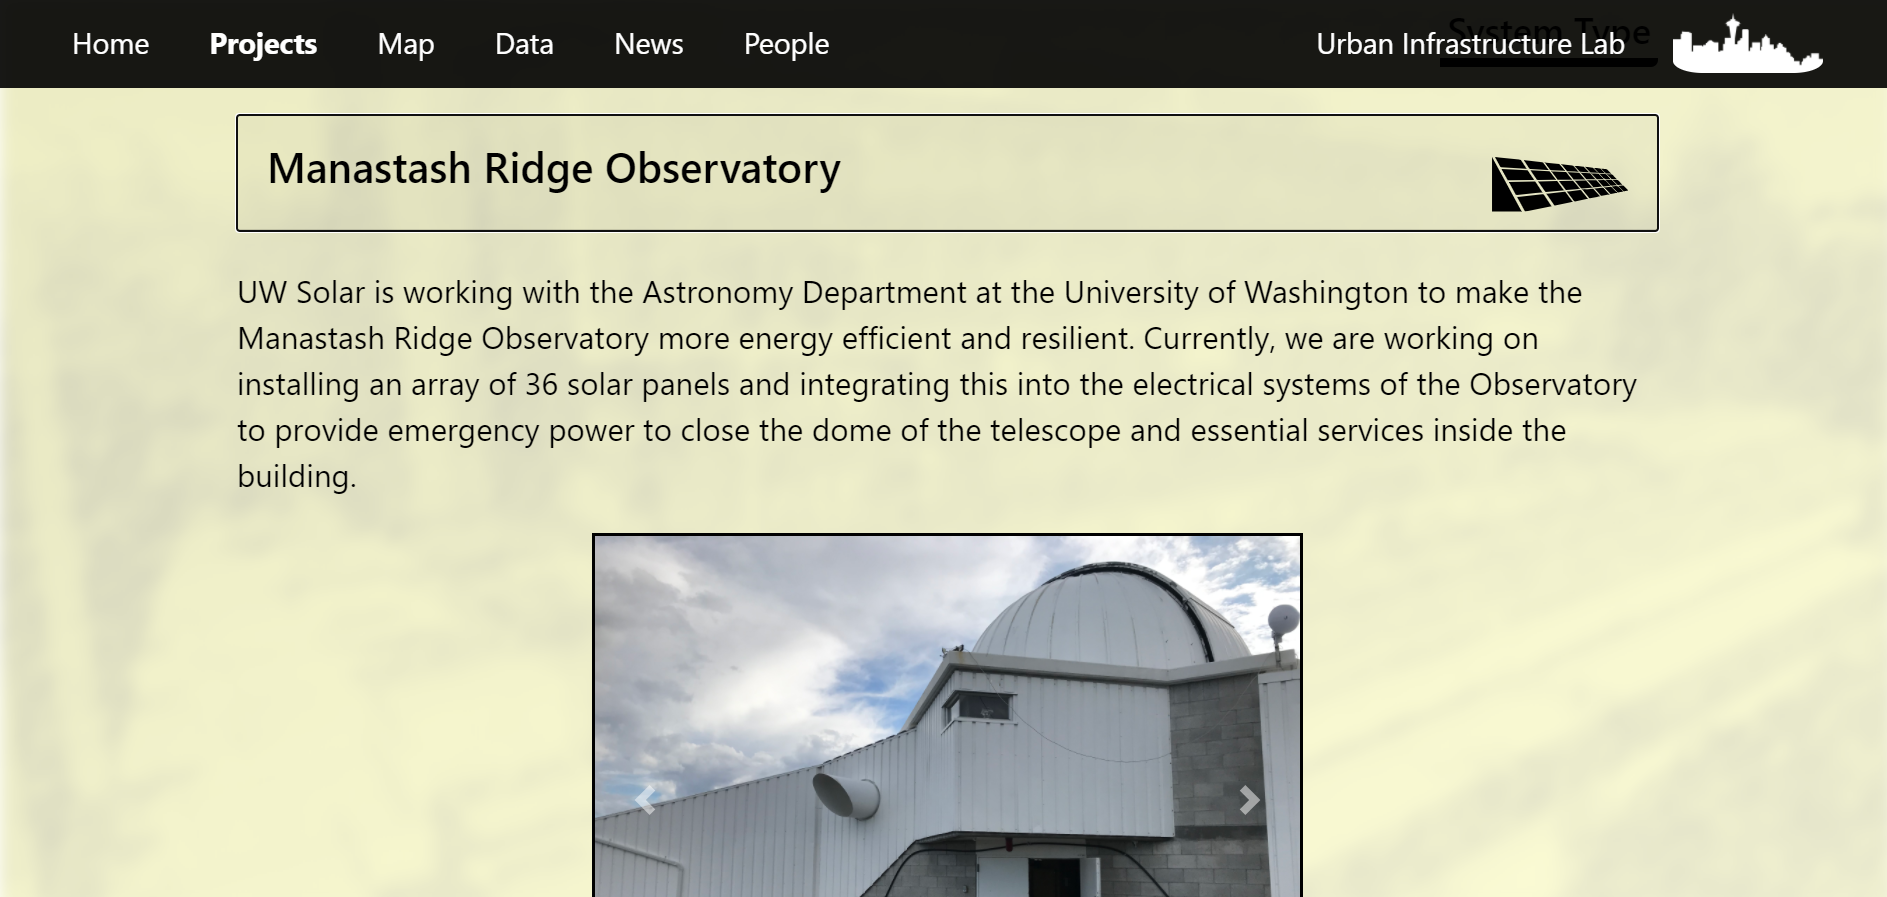 Home Projects Map Data News People Urban Infrastructure Lab
System Type
Manastash Ridge Observatory
UW Solar is working with the Astronomy Department at the University of Washington to make the
Manastash Ridge Observatory more energy efficient and resilient. Currently, we are working on
installing an array of 36 solar panels and integrating this into the electrical systems of the Observatory
to provide emergency power to close the dome of the telescope and essential services inside the
building.